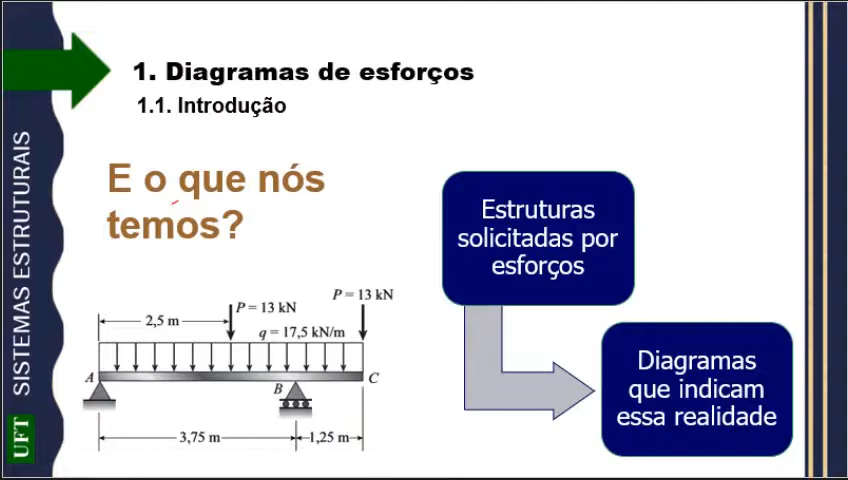 1. Diagramas de esforços
1.1. Introdução
E o que nós
temos?
Estruturas
solicitadas por
esforços
Diagramas
que indicam
essa realidade
P = 13 kN
P = 13 kN
2,5 m
q = 17,5 kN/m
A
B
C
3,75 m
1,25 m
SISTEMAS ESTRUTURAIS
UFT